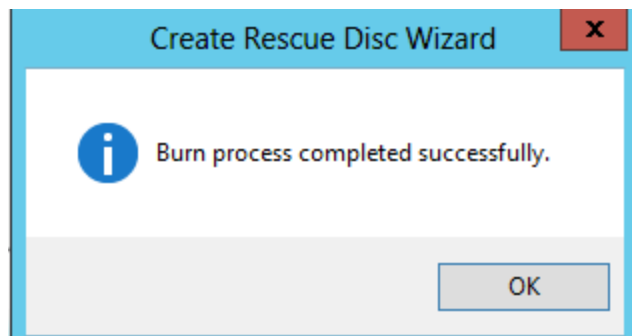 Create Rescue Disc Wizard
x
Burn process completed successfully.
OK